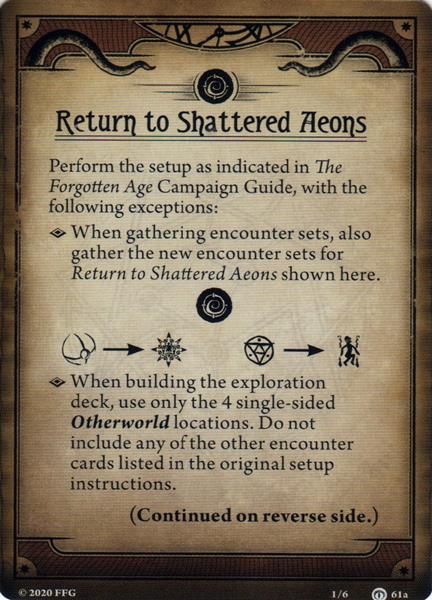 Return to Shattered Aeons
Perform the setup as indicated in The
Forgotten Age Campaign Guide, with the
following exceptions:
When gathering encounter sets, also
gather the new encounter sets for
Return to Shattered Aeons shown here.
When building the exploration
deck, use only the 4 single-sided
Otherworld locations. Do not
include any of the other encounter
cards listed in the original setup
instructions.
(Continued on reverse side.)
© 2020 FFG
1/6
61a